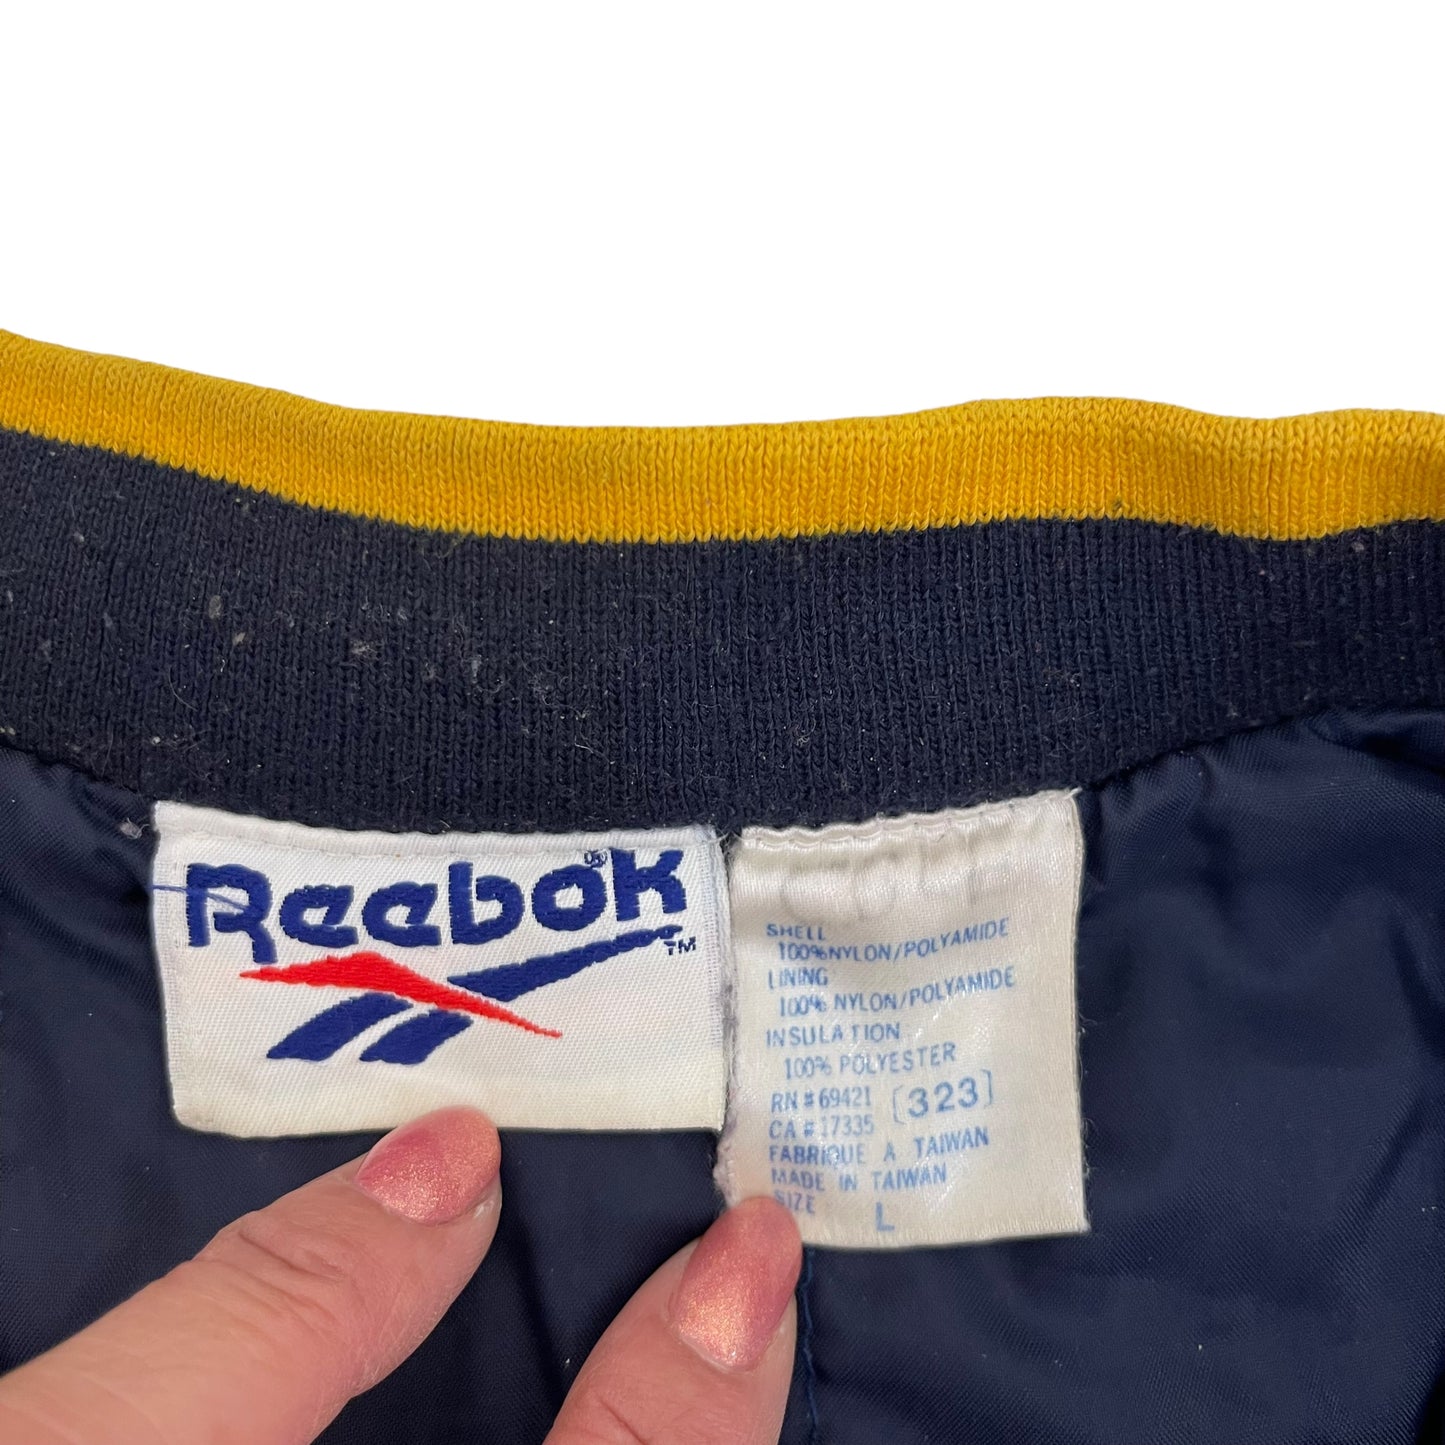 Reebok®
TM
SHELL
100% NYLON/POLYAMIDE
LINING
100% NYLON/POLYAMIDE
INSULATION
100% POLYESTER
RN # 69421 [323]
CA # 17335
FABRIQUE A TAIWAN
MADE IN TAIWAN
SIZE L